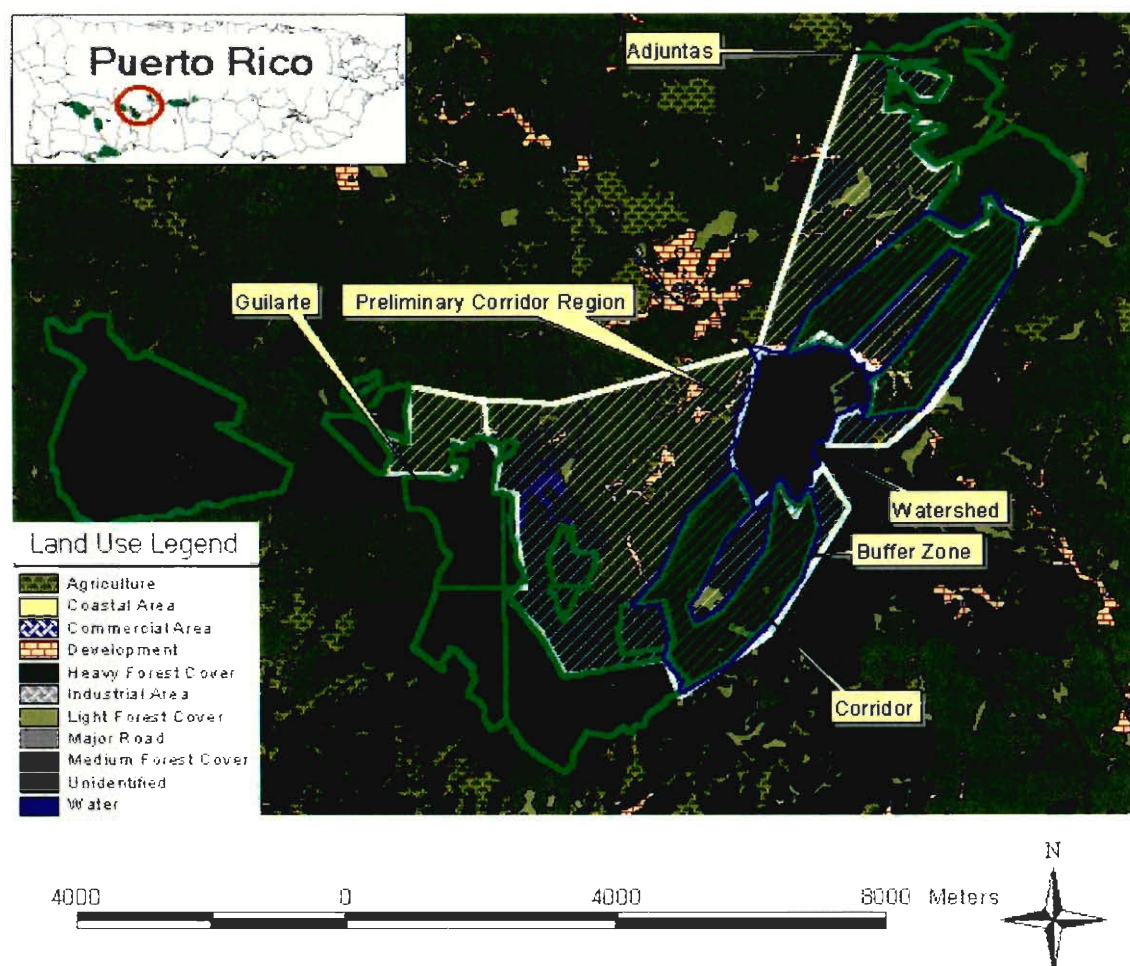 Puerto Rico
Adjuntas
Guilarte
Preliminary Corridor Region
Watershed
Buffer Zone
Corridor
Land Use Legend
Agriculture
Coastal Area
Commercial Area
Development
Heavy Forest Cover
Industrial Area
Light Forest Cover
Major Road
Medium Forest Cover
Unidentified
Water
N
4000 0 4000 8000 Meters